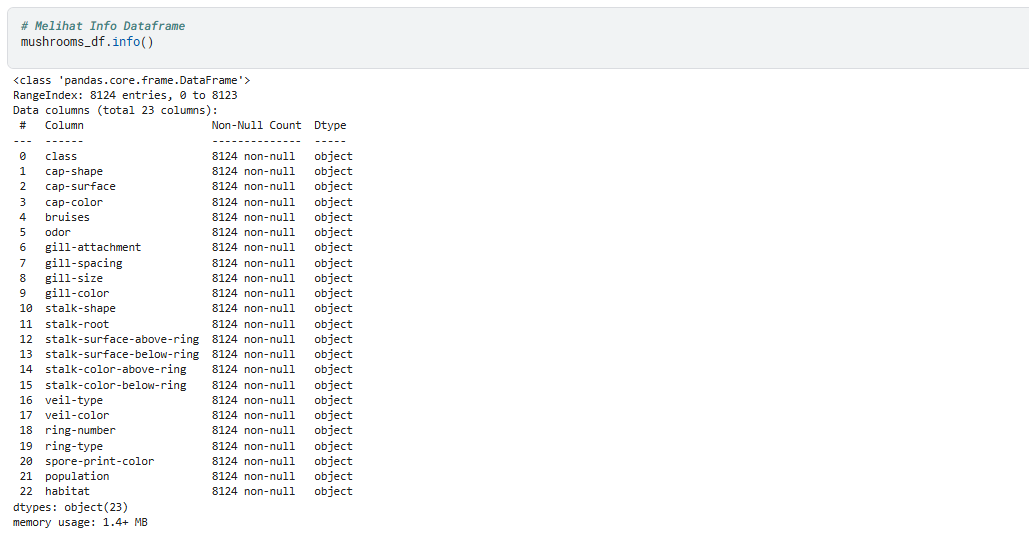 # Melihat Info Dataframe
mushrooms_df.info()
<class 'pandas.core.frame.DataFrame'>
RangeIndex: 8124 entries, 0 to 8123
Data columns (total 23 columns):
 #   Column                    Non-Null Count  Dtype
---  ------                    --------------  -----
 0   class                     8124 non-null   object
 1   cap-shape                 8124 non-null   object
 2   cap-surface               8124 non-null   object
 3   cap-color                 8124 non-null   object
 4   bruises                   8124 non-null   object
 5   odor                      8124 non-null   object
 6   gill-attachment           8124 non-null   object
 7   gill-spacing              8124 non-null   object
 8   gill-size                 8124 non-null   object
 9   gill-color                8124 non-null   object
 10  stalk-shape               8124 non-null   object
 11  stalk-root                8124 non-null   object
 12  stalk-surface-above-ring  8124 non-null   object
 13  stalk-surface-below-ring  8124 non-null   object
 14  stalk-color-above-ring    8124 non-null   object
 15  stalk-color-below-ring    8124 non-null   object
 16  veil-type                 8124 non-null   object
 17  veil-color                8124 non-null   object
 18  ring-number               8124 non-null   object
 19  ring-type                 8124 non-null   object
 20  spore-print-color         8124 non-null   object
 21  population                8124 non-null   object
 22  habitat                   8124 non-null   object
dtypes: object(23)
memory usage: 1.4+ MB